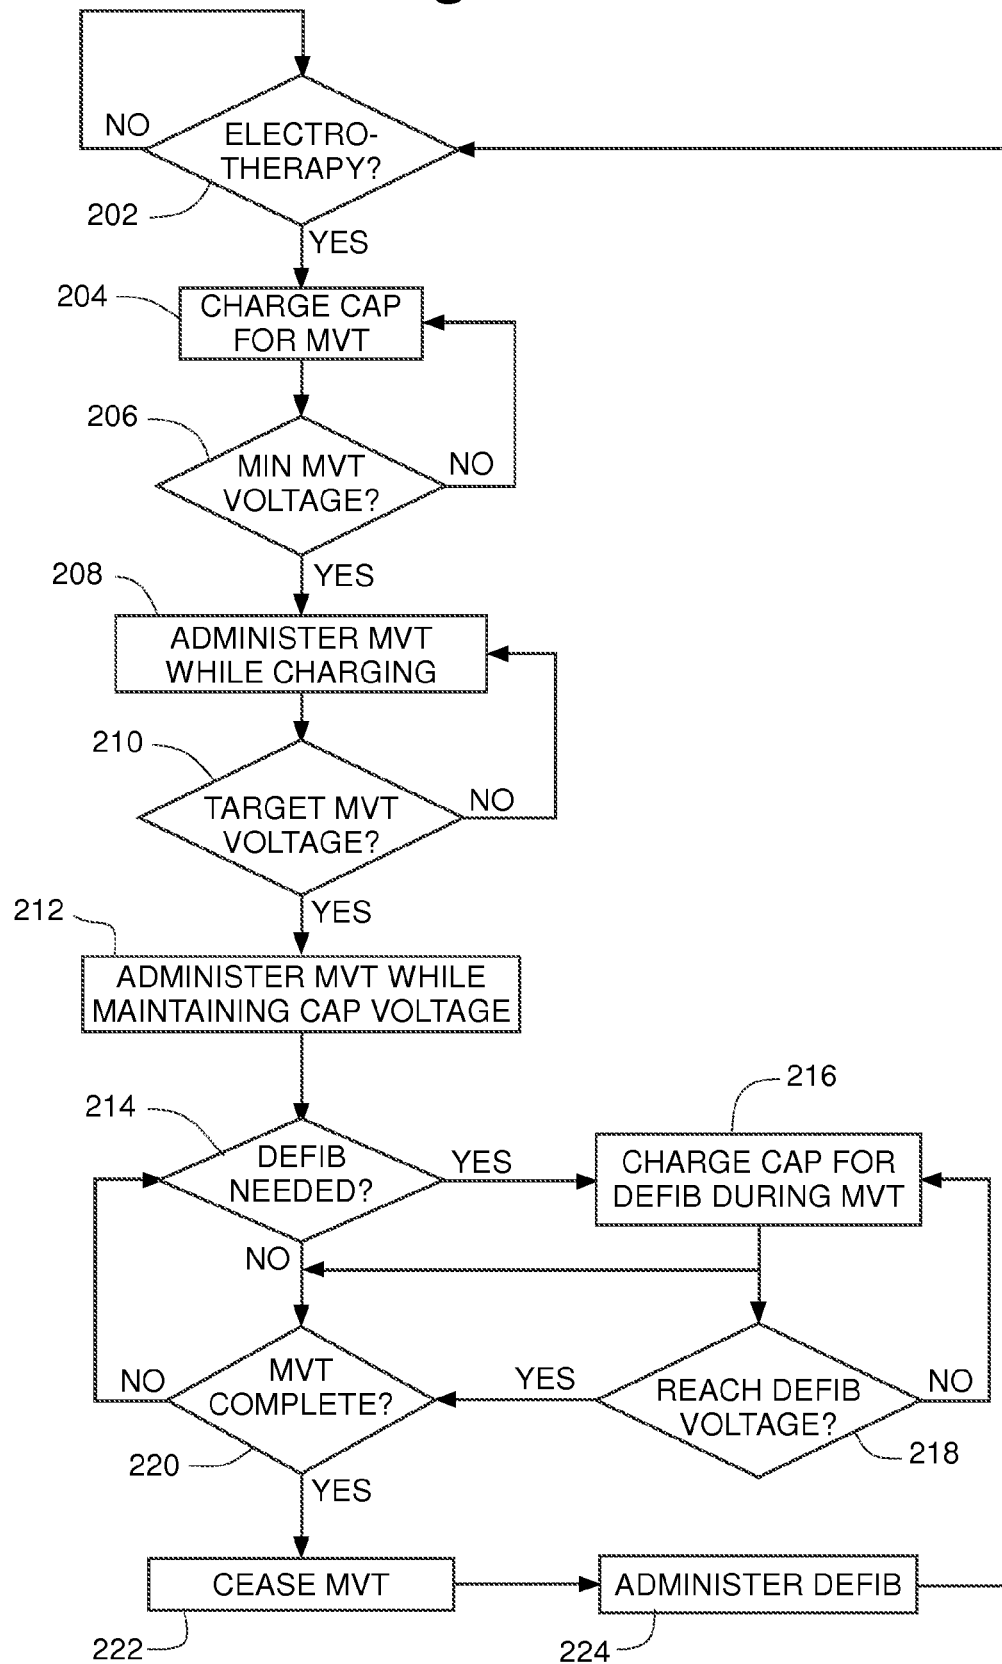 NO
ELECTRO-
THERAPY?
202
YES
204
CHARGE CAP
FOR MVT
206
MIN MVT
VOLTAGE?
NO
YES
208
ADMINISTER MVT
WHILE CHARGING
210
TARGET MVT
VOLTAGE?
NO
YES
212
ADMINISTER MVT WHILE
MAINTAINING CAP VOLTAGE
214
DEFIB
NEEDED?
YES
216
CHARGE CAP FOR
DEFIB DURING MVT
NO
NO
MVT
COMPLETE?
YES
REACH DEFIB
VOLTAGE?
NO
218
220
YES
CEASE MVT
ADMINISTER DEFIB
222
224